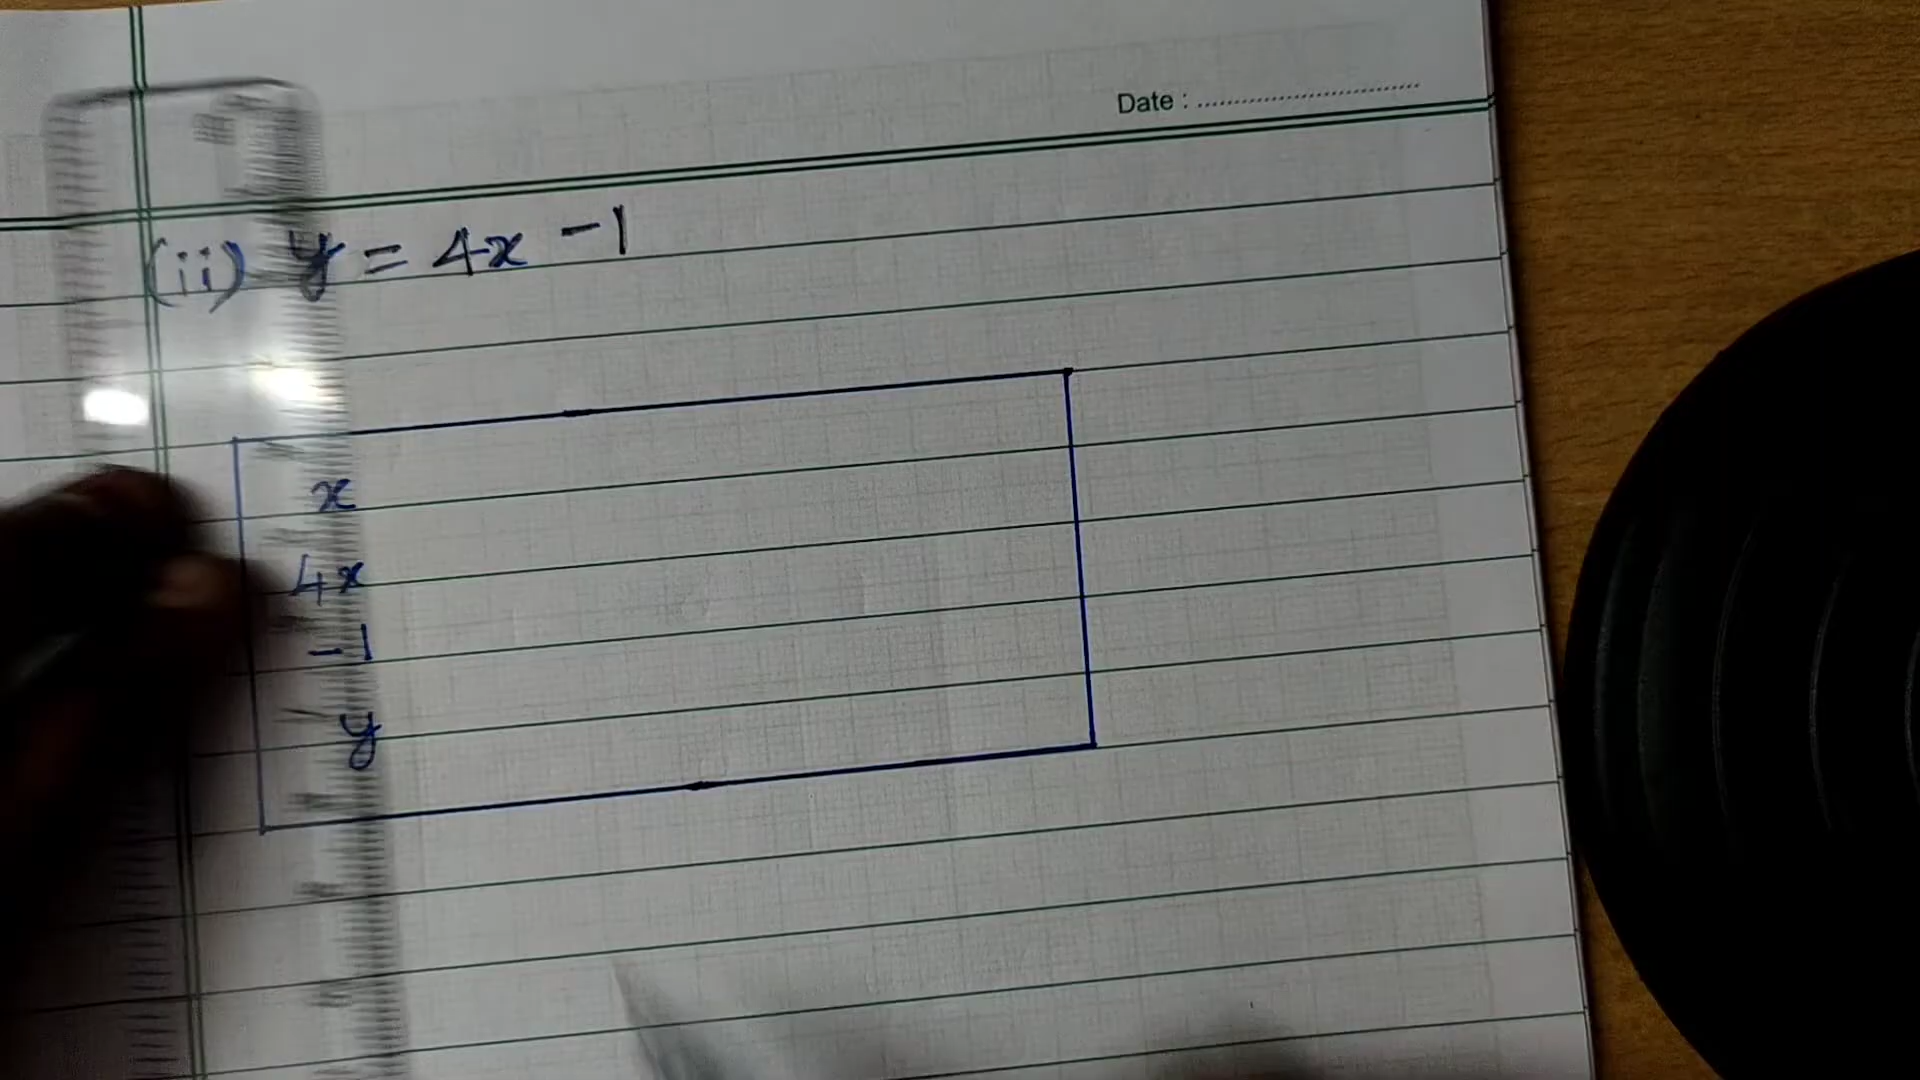 Date : ........................
(ii) y = 4x - 1
x
4x
-1
y